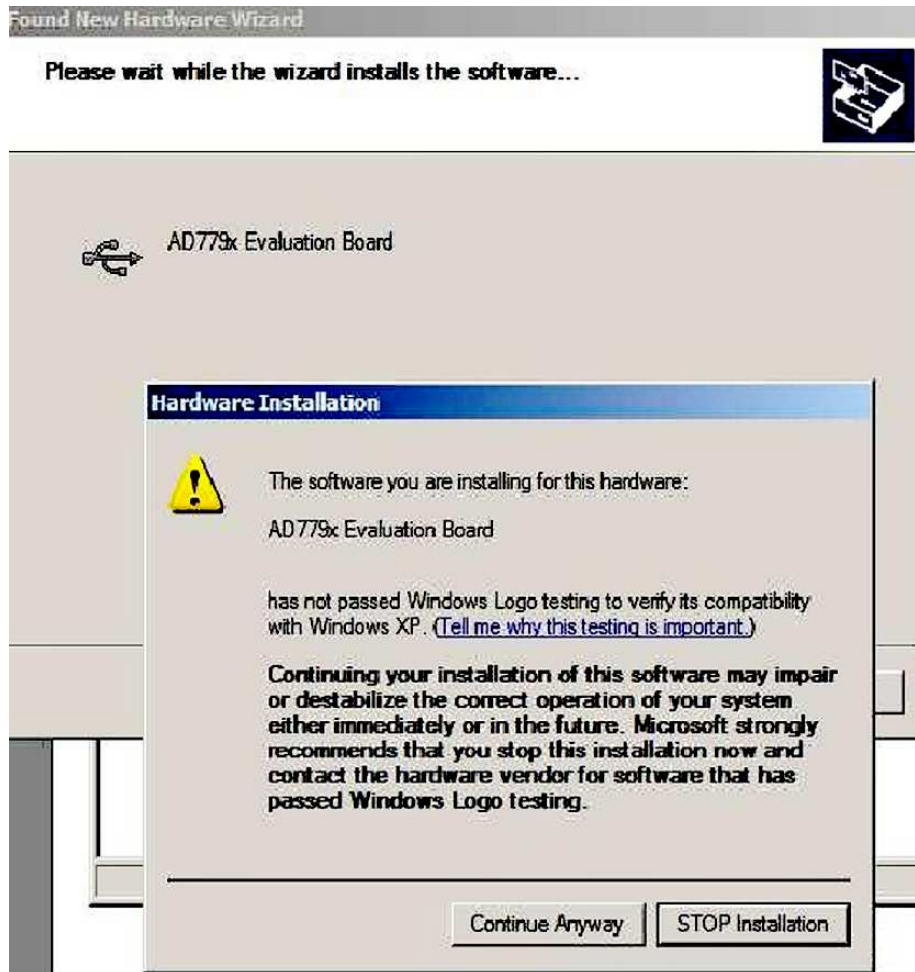 Found New Hardware Wizard
Please wait while the wizard installs the software...
AD779x Evaluation Board
Hardware Installation
The software you are installing for this hardware:
AD779x Evaluation Board
has not passed Windows Logo testing to verify its compatibility
with Windows XP. (Tell me why this testing is important.)
Continuing your installation of this software may impair
or destabilize the correct operation of your system
either immediately or in the future. Microsoft strongly
recommends that you stop this installation now and
contact the hardware vendor for software that has
passed Windows Logo testing.
Continue Anyway
STOP Installation